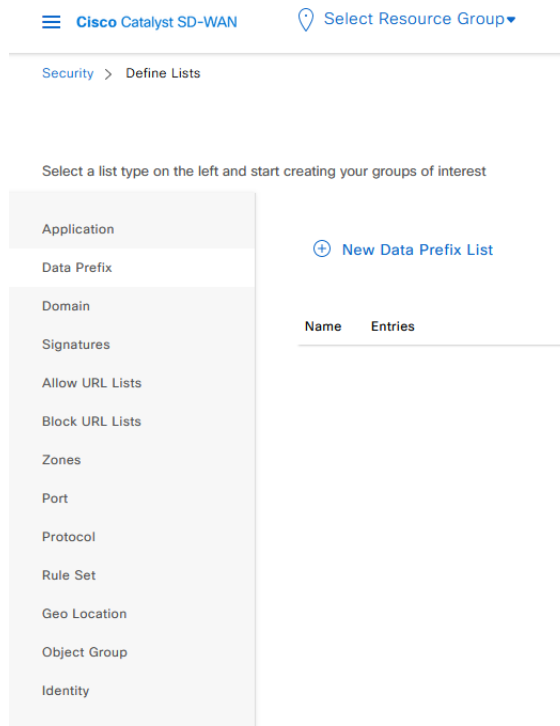 Cisco Catalyst SD-WAN
Select Resource Group
Security > Define Lists
Select a list type on the left and start creating your groups of interest
Application
Data Prefix
Domain
Signatures
Allow URL Lists
Block URL Lists
Zones
Port
Protocol
Rule Set
Geo Location
Object Group
Identity
New Data Prefix List
Name Entries